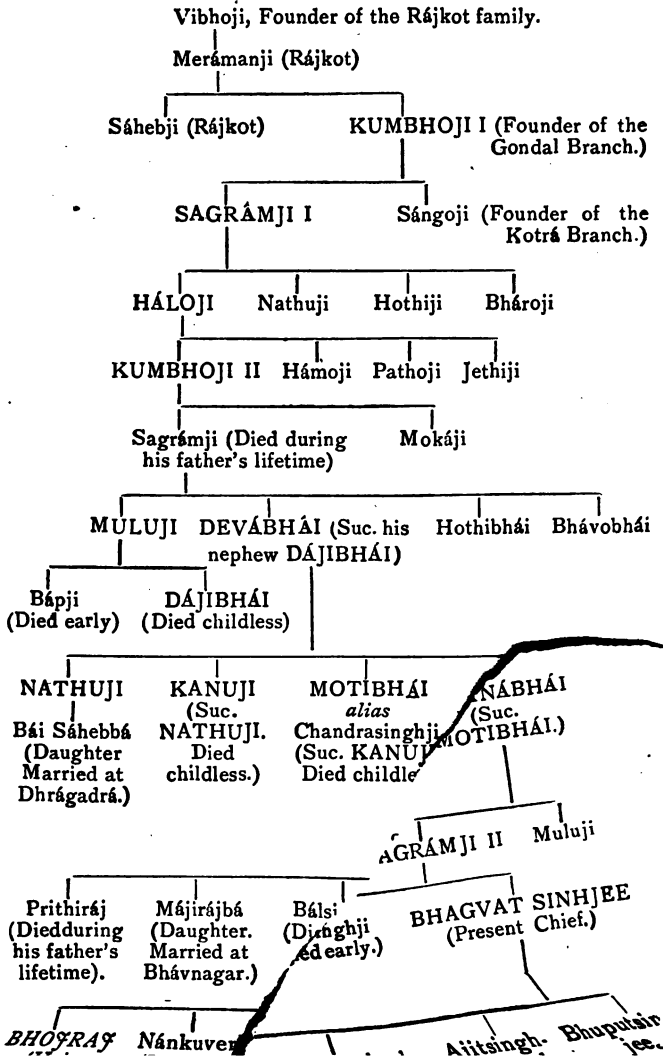 Vibhoji, Founder of the Rájkot family.
Merámanji (Rájkot)
Sáhebji (Rájkot) KUMBHOJI I (Founder of the
Gondal Branch.)
SAGRÁMJI I Sángoji (Founder of the
Kotrá Branch.)
HÁLOJI Nathuji Hothiji Bhároji
KUMBHOJI II Hámoji Pathoji Jethiji
Sagrámji (Died during Mokáji
his father's lifetime)
MULUJI DEVÁBHÁI (Suc. his Hothibhái Bhávobhái
nephew DÁJIBHÁI)
Bápji DÁJIBHÁI
(Died early) (Died childless)
NATHUJI KANUJI MOTIBHÁI
(Suc. alias (Suc.
Bái Sáhebbá NATHUJI. Chandrasinghji MOTIBHÁI.)
(Daughter Died (Suc.
Married at childless.) Died
Dhrágadrá.)
II Muluji
Prithiráj Májirájbá BHAGVAT SINHJEE
(Diedduring (Daughter. (Present Chief.)
his father's Married at early.)
lifetime). Bhávnagar.)
BHOJRAJ